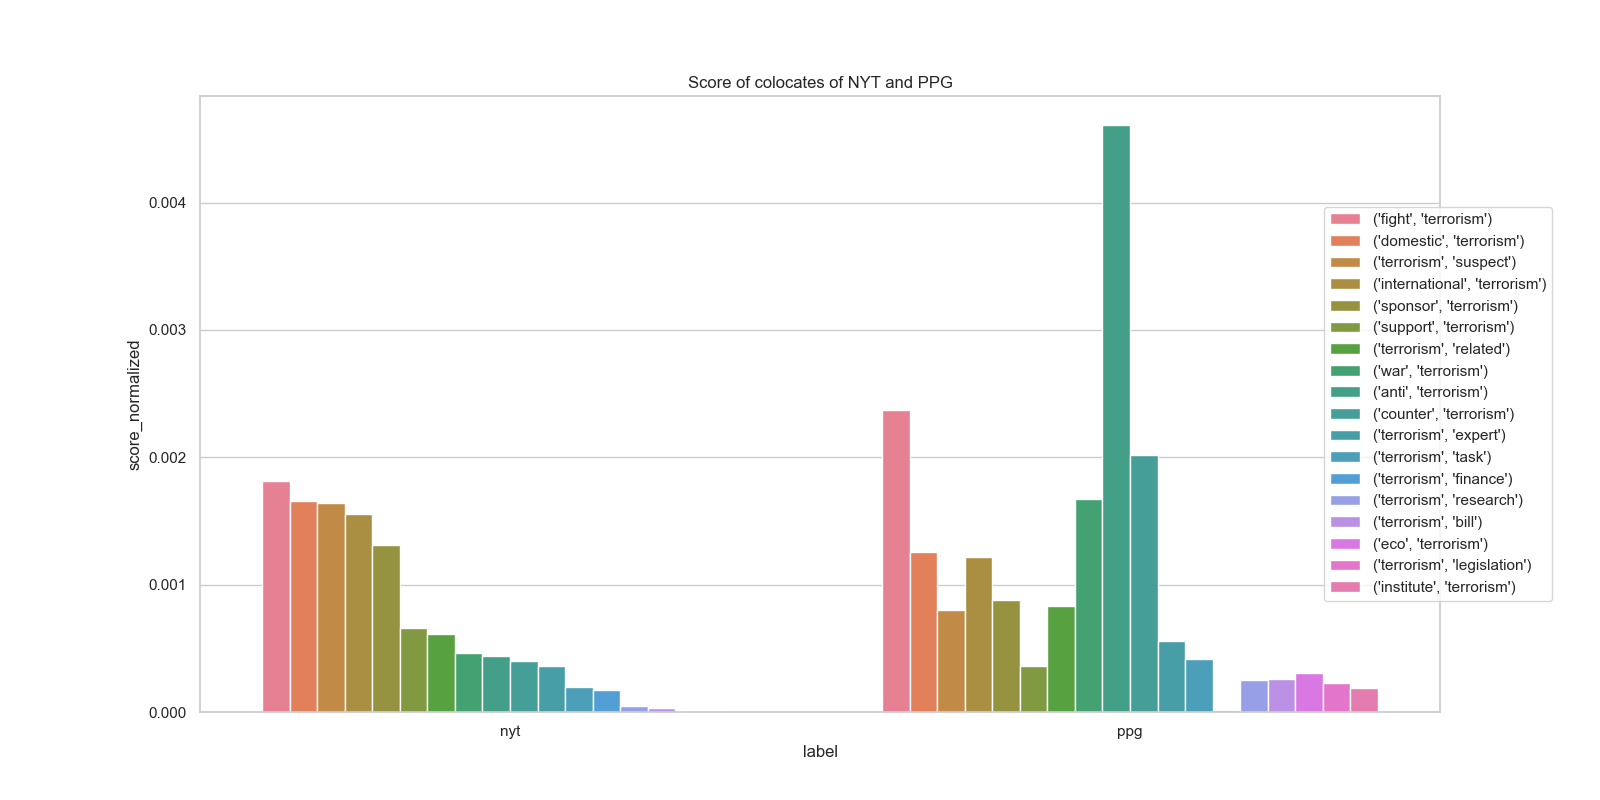 Score of colocates of NYT and PPG
score_normalized
0.004
0.003
0.002
0.001
0.000
nyt
ppg
label
('fight', 'terrorism')
('domestic', 'terrorism')
('terrorism', 'suspect')
('international', 'terrorism')
('sponsor', 'terrorism')
('support', 'terrorism')
('terrorism', 'related')
('war', 'terrorism')
('anti', 'terrorism')
('counter', 'terrorism')
('terrorism', 'expert')
('terrorism', 'task')
('terrorism', 'finance')
('terrorism', 'research')
('terrorism', 'bill')
('eco', 'terrorism')
('terrorism', 'legislation')
('institute', 'terrorism')